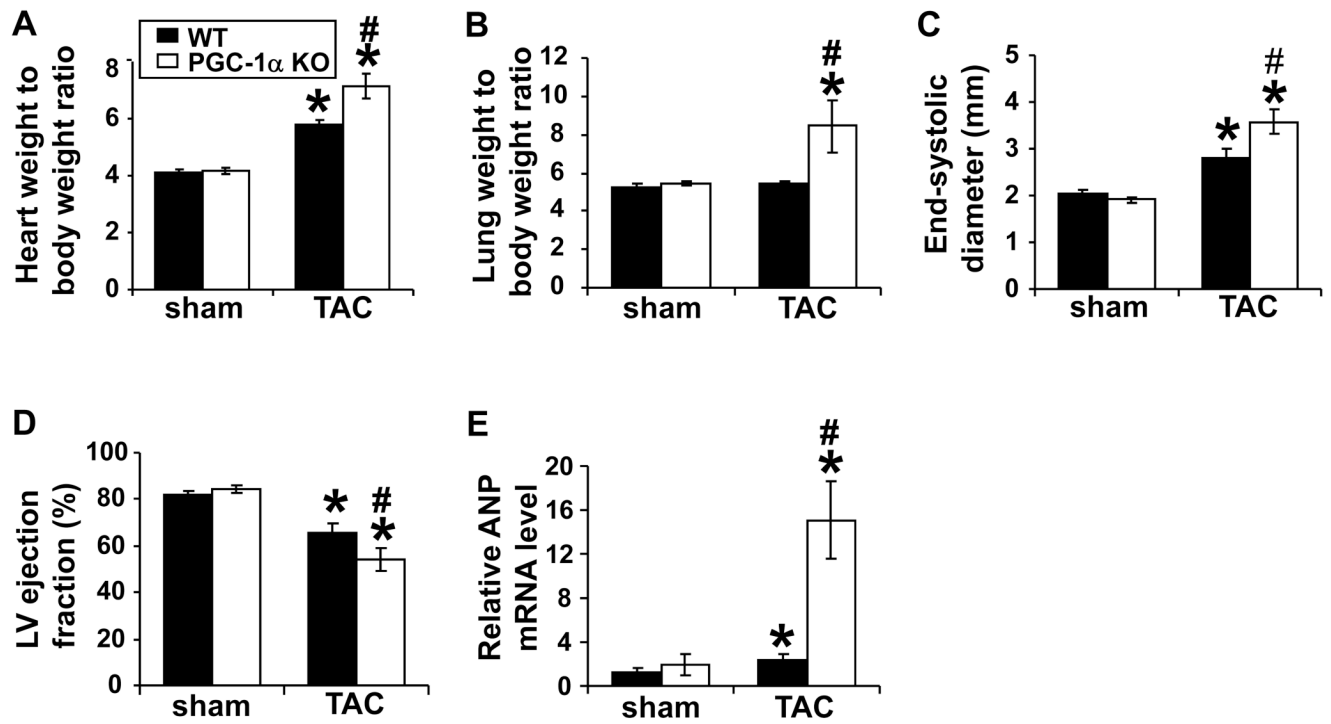 A
WT
PGC-1α KO
Heart weight to
body weight ratio
8
6
4
2
0
#
*
*
sham
TAC
B
Lung weight to
body weight ratio
12
10
8
6
4
2
0
#
*
sham
TAC
C
End-systolic
diameter (mm)
5
4
3
2
1
0
#
*
*
sham
TAC
D
LV ejection
fraction (%)
100
80
60
40
20
0
*
#
*
sham
TAC
E
Relative ANP
mRNA level
20
16
12
8
4
0
#
*
*
sham
TAC